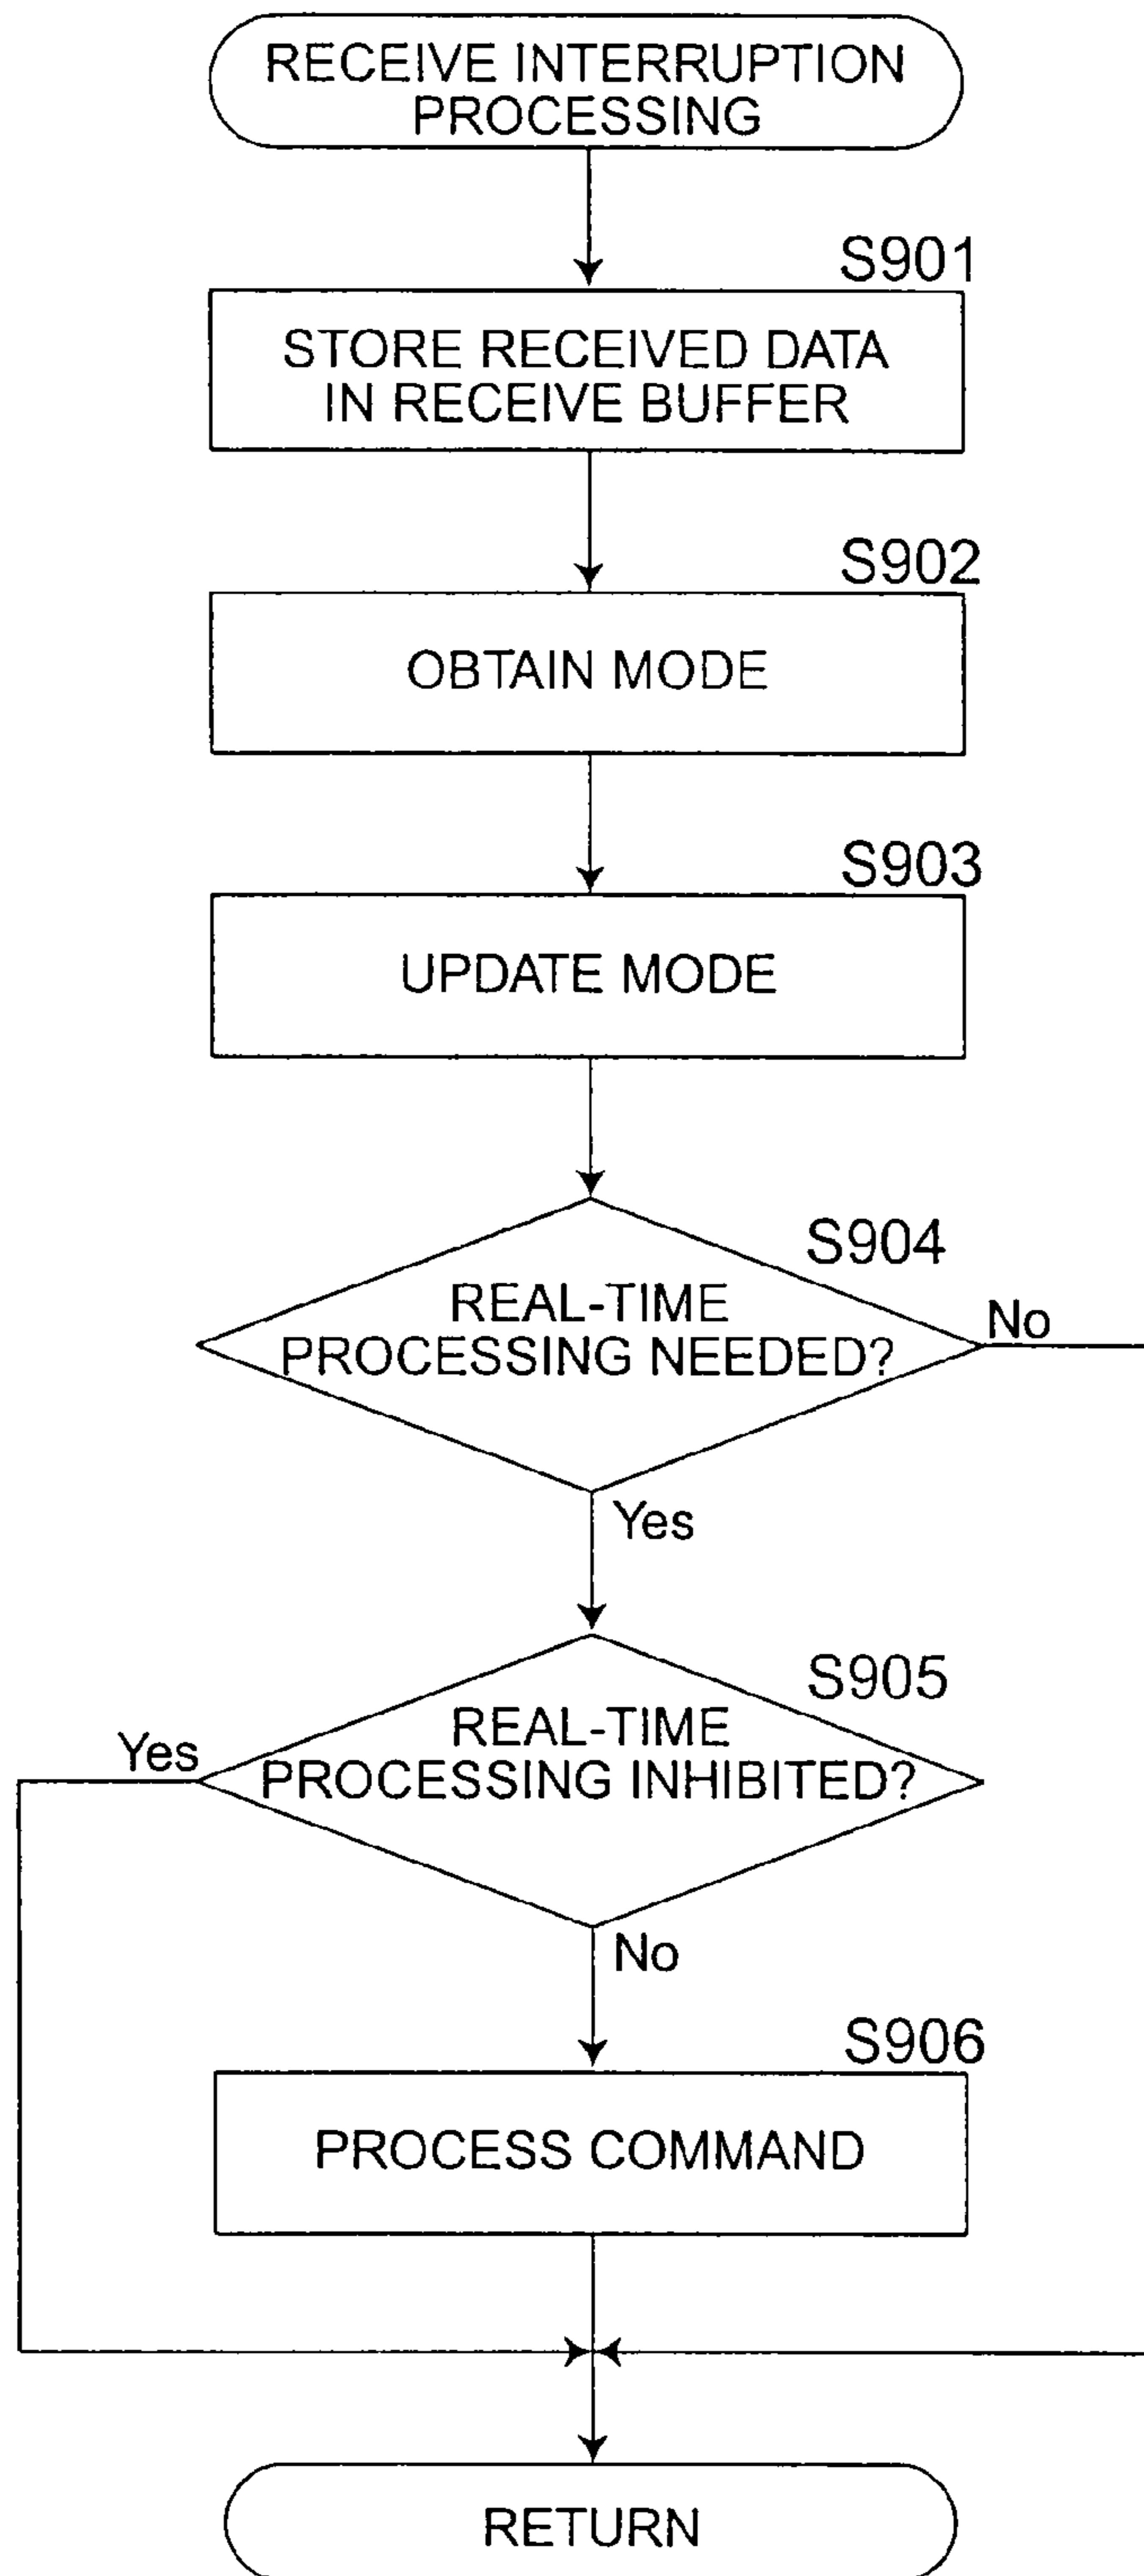 RECEIVE INTERRUPTION
PROCESSING
S901
STORE RECEIVED DATA
IN RECEIVE BUFFER
S902
OBTAIN MODE
S903
UPDATE MODE
S904
REAL-TIME
PROCESSING NEEDED?
No
Yes
S905
REAL-TIME
PROCESSING INHIBITED?
Yes
No
S906
PROCESS COMMAND
RETURN